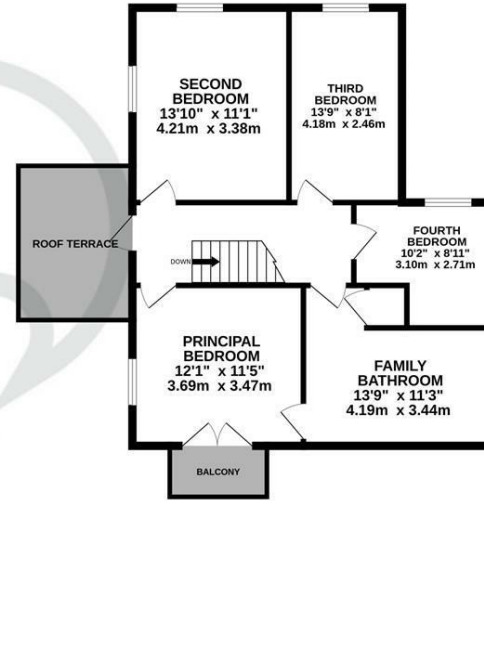 SECOND
BEDROOM
13'10" x 11'1"
4.21m x 3.38m
THIRD
BEDROOM
13'9" x 8'1"
4.18m x 2.46m
ROOF TERRACE
DOWN
FOURTH
BEDROOM
10'2" x 8'11"
3.10m x 2.71m
PRINCIPAL
BEDROOM
12'1" x 11'5"
3.69m x 3.47m
FAMILY
BATHROOM
13'9" x 11'3"
4.19m x 3.44m
BALCONY